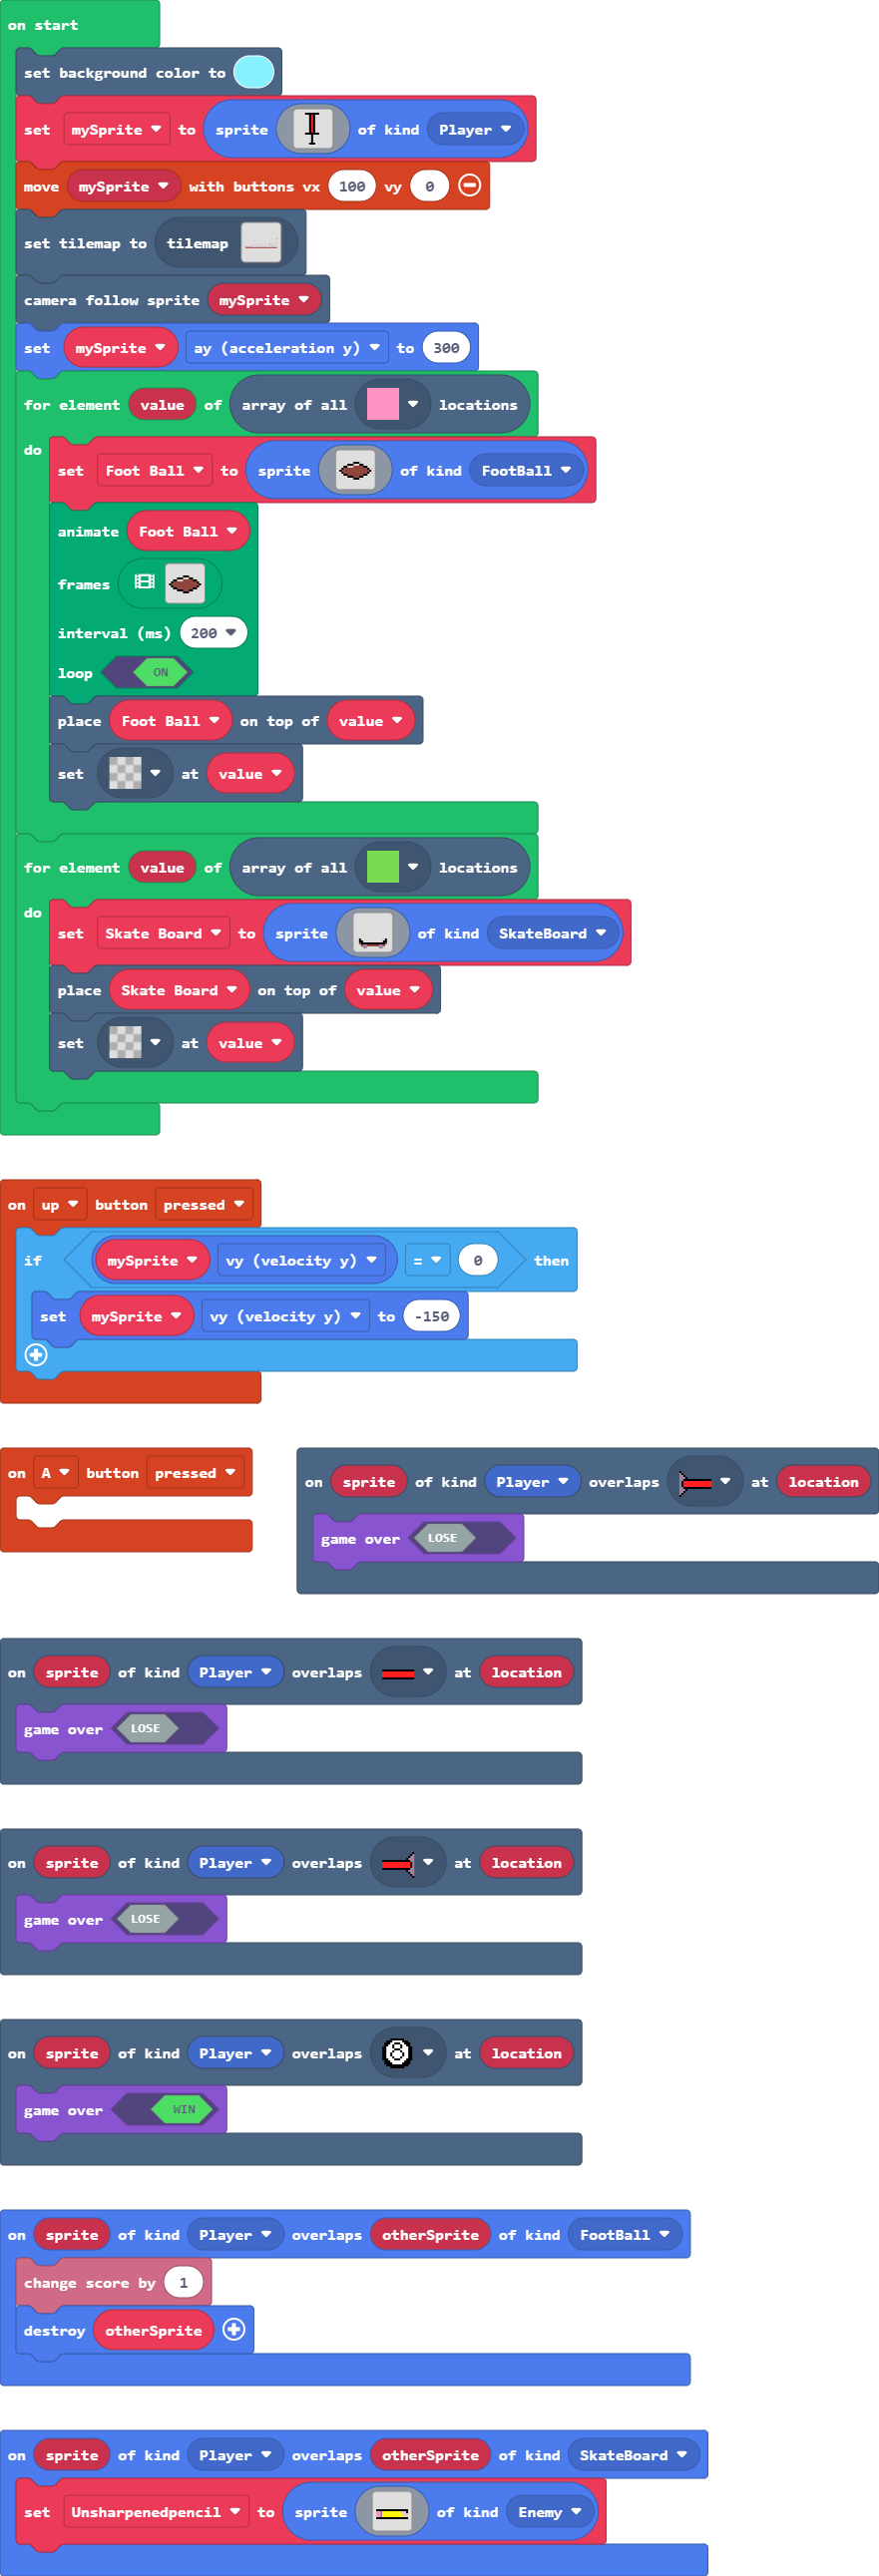 on start
set background color to
set mySprite to sprite of kind Player
move mySprite with buttons vx 100 vy 0
set tilemap to tilemap
camera follow sprite mySprite
set mySprite ay (acceleration y) to 300
for element value of array of all locations
do
set Foot Ball to sprite of kind FootBall
animate Foot Ball
frames
interval (ms) 200
loop ON
place Foot Ball on top of value
set at value
for element value of array of all locations
do
set Skate Board to sprite of kind SkateBoard
place Skate Board on top of value
set at value
on up button pressed
if mySprite vy (velocity y) = 0 then
set mySprite vy (velocity y) to -150
on A button pressed
on sprite of kind Player overlaps at location
game over LOSE
on sprite of kind Player overlaps at location
game over LOSE
on sprite of kind Player overlaps at location
game over LOSE
on sprite of kind Player overlaps 8 at location
game over WIN
on sprite of kind Player overlaps otherSprite of kind FootBall
change score by 1
destroy otherSprite
on sprite of kind Player overlaps otherSprite of kind SkateBoard
set Unsharpenedpencil to sprite of kind Enemy